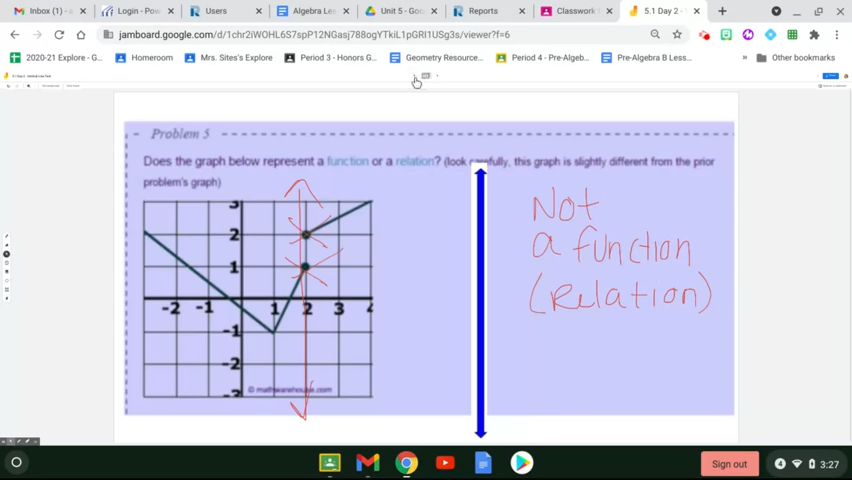 Inbox (1) - a
Login - Pow
Users
Algebra Les
Unit 5 - Goo
Reports
Classwork f
5.1 Day 2 -
jamboard.google.com/d/1chr2iW0HL6S7spP12NGasj788ogYTkiL1pGRI1USg3s/viewer?f=6
2020-21 Explore - G...
Homeroom
Mrs. Sites's Explore
Period 3 - Honors G...
Geometry Resource...
Period 4 - Pre-Algeb...
Pre-Algebra B Less...
»
Other bookmarks
Problem 5
Does the graph below represent a function or a relation? (look carefully, this graph is slightly different from the prior
problem's graph)
3
2
1
-2 -1 1 2 3 4
-1
-2
-3
© mathwarehouse.com
Not
a function
(Relation)
Sign out
4
3:27